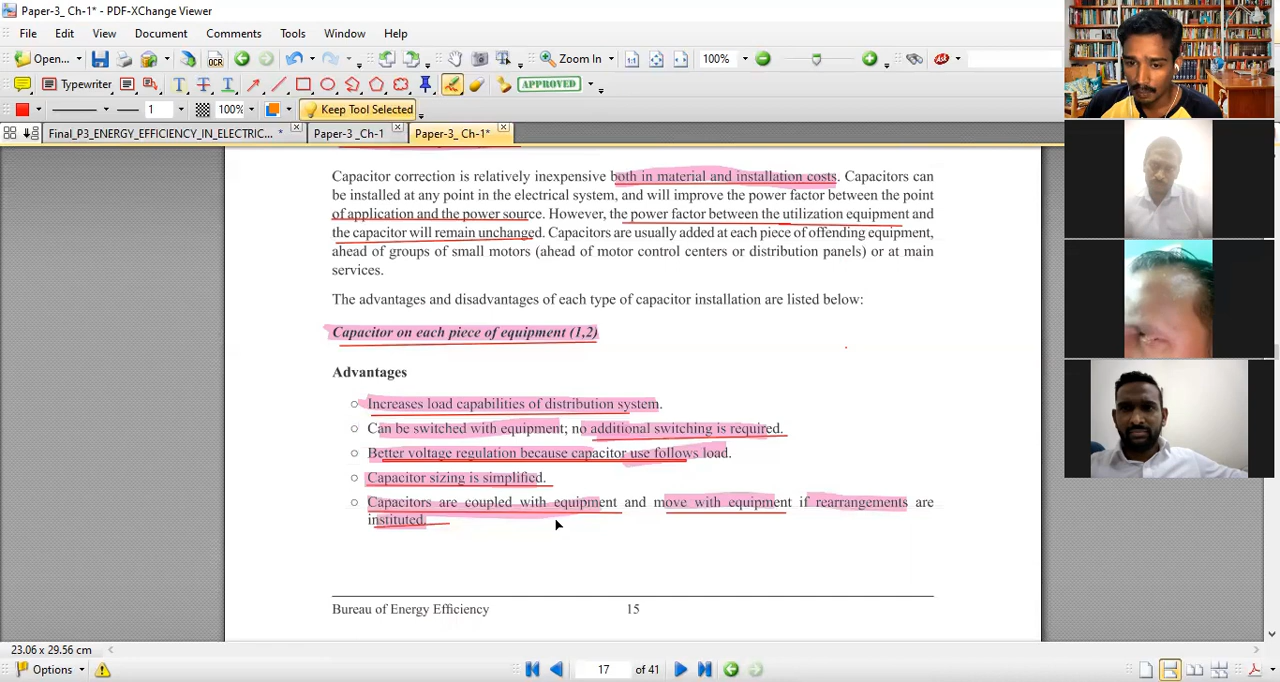 Paper-3_ Ch-1* - PDF-XChange Viewer
File Edit View Document Comments Tools Window Help
Open... OCR Zoom In 100%
Typewriter APPROVED
1 100% Keep Tool Selected
Final_P3_ENERGY_EFFICIENCY_IN_ELECTRIC... * Paper-3 _Ch-1 Paper-3_ Ch-1*
Capacitor correction is relatively inexpensive both in material and installation costs. Capacitors can
be installed at any point in the electrical system, and will improve the power factor between the point
of application and the power source. However, the power factor between the utilization equipment and
the capacitor will remain unchanged. Capacitors are usually added at each piece of offending equipment,
ahead of groups of small motors (ahead of motor control centers or distribution panels) or at main
services.
The advantages and disadvantages of each type of capacitor installation are listed below:
Capacitor on each piece of equipment (1,2)
Advantages
Increases load capabilities of distribution system.
Can be switched with equipment; no additional switching is required.
Better voltage regulation because capacitor use follows load.
Capacitor sizing is simplified.
Capacitors are coupled with equipment and move with equipment if rearrangements are
instituted.
Bureau of Energy Efficiency 15
23.06 x 29.56 cm
Options 17 of 41